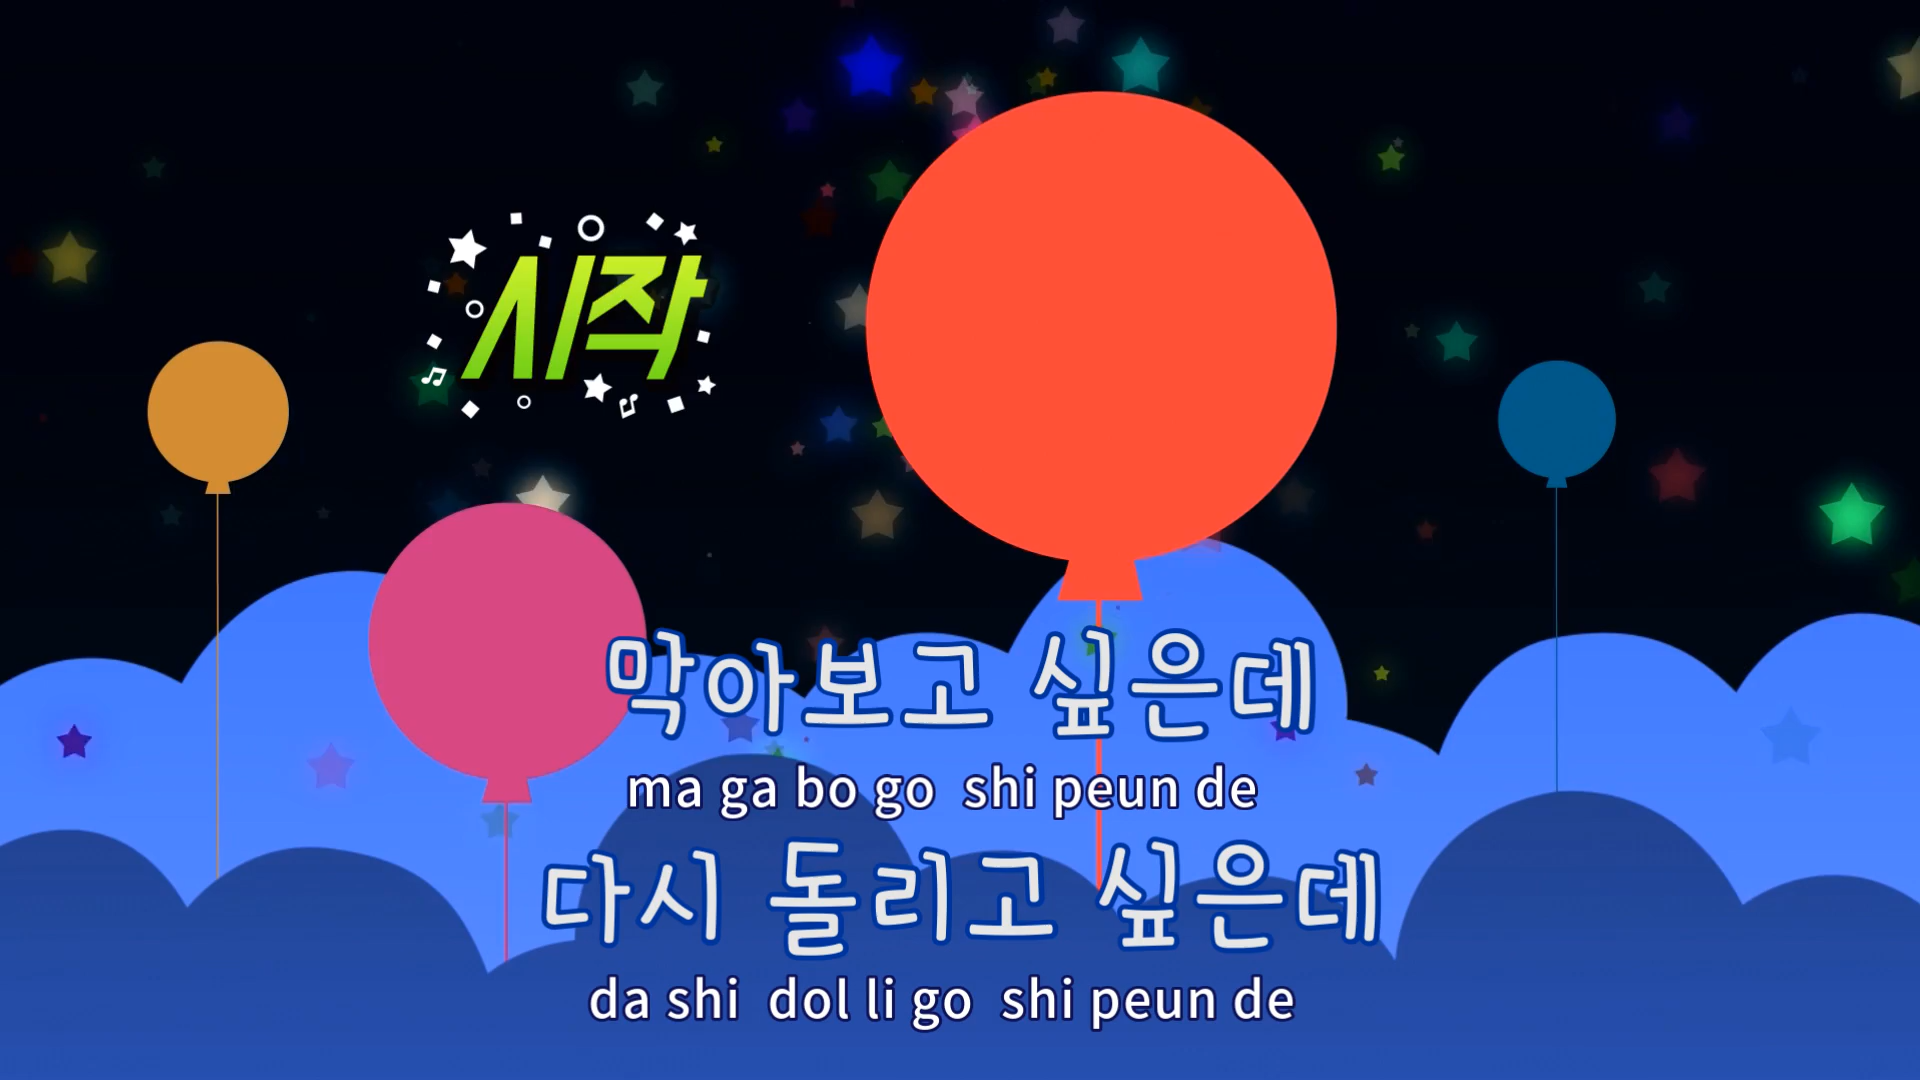 시작
막아보고 싶은데
ma ga bo go shi peun de
다시 돌리고 싶은데
da shi dol li go shi peun de